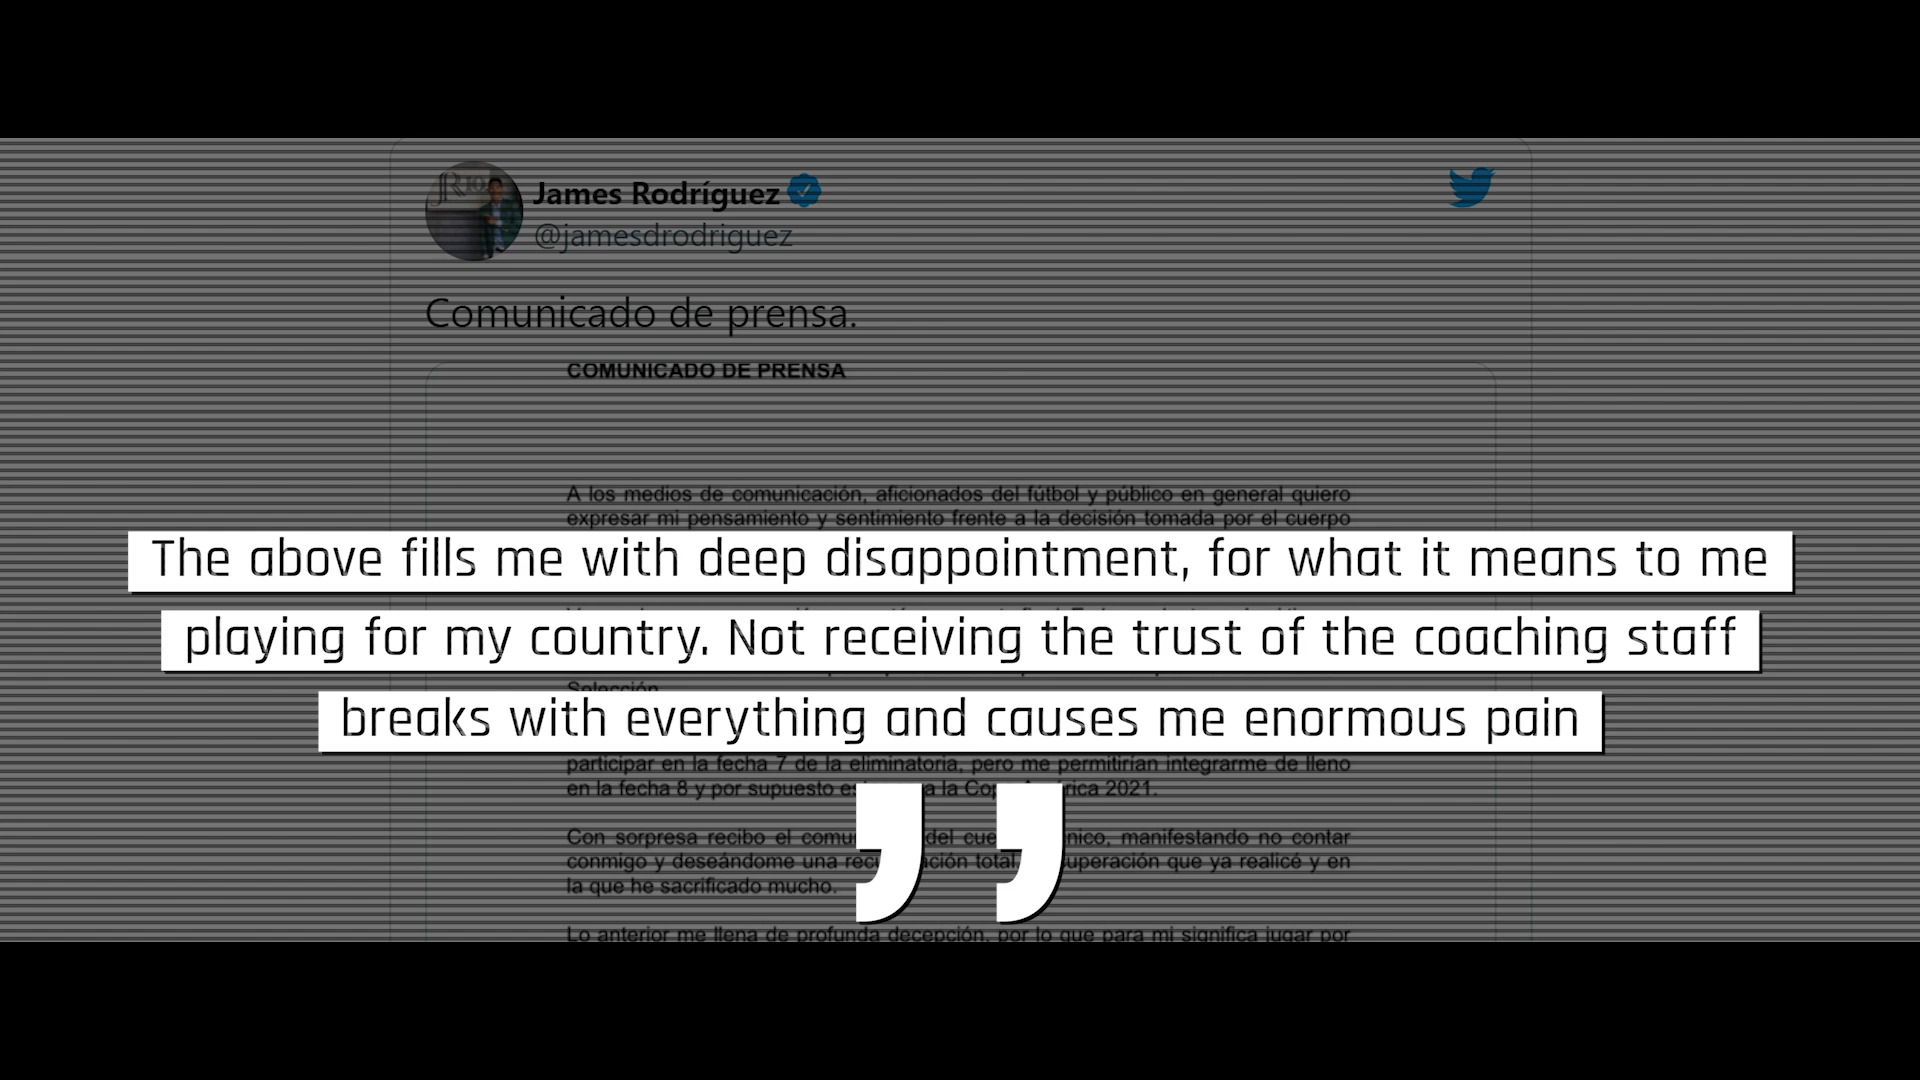 James Rodríguez
@jamesdrodriguez
Comunicado de prensa.
COMUNICADO DE PRENSA
A los medios de comunicación, aficionados del fútbol y público en general quiero
expresar mi pensamiento y sentimiento frente a la decisión tomada por el cuerpo
The above fills me with deep disappointment, for what it means to me
playing for my country. Not receiving the trust of the coaching staff
Selección
breaks with everything and causes me enormous pain
participar en la fecha 7 de la eliminatoria, pero me permitirían integrarme de lleno
en la fecha 8 y por supuesto a la 2021.
Con sorpresa recibo el del manifestando no contar
conmigo y deseándome una total, que ya realicé y en
la que he sacrificado mucho.
”
Lo anterior me llena de profunda decepción, por lo que para mi significa jugar por